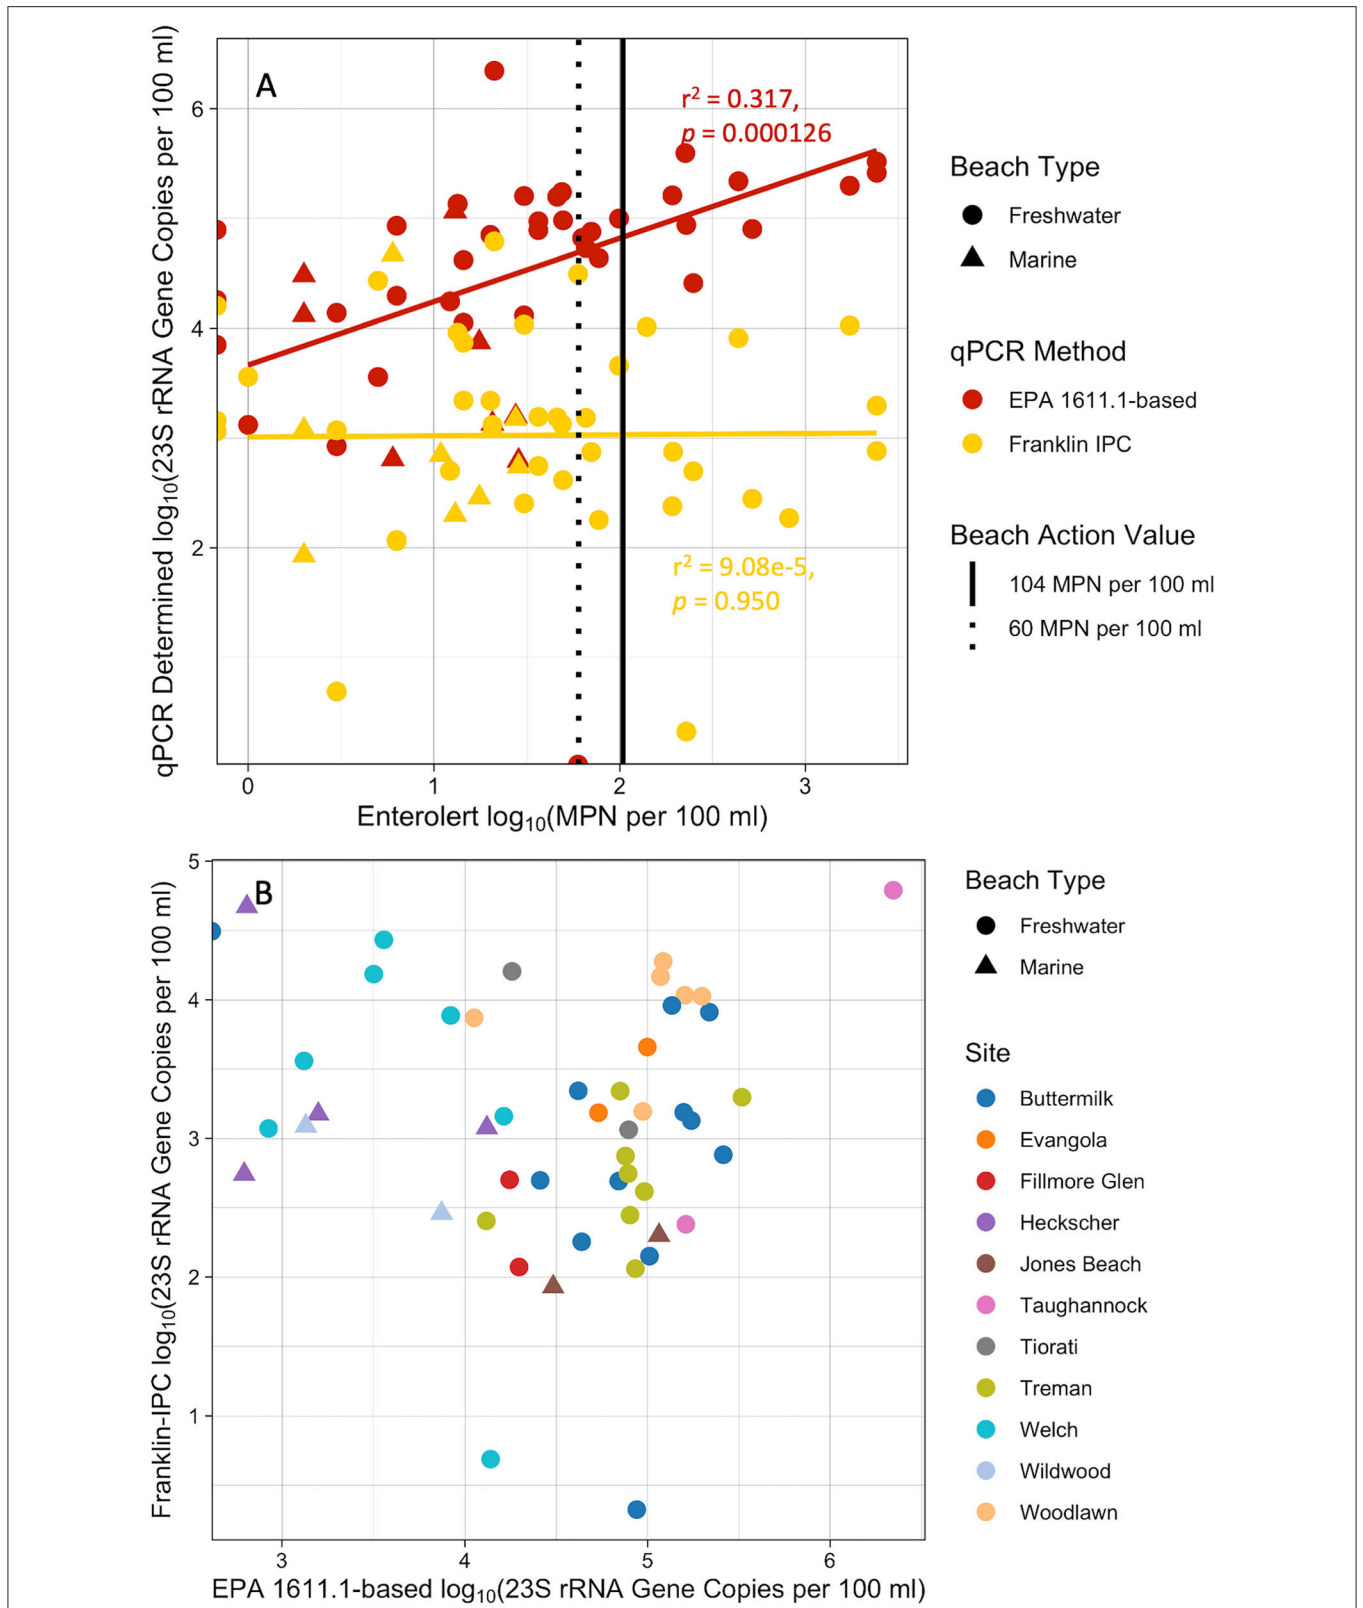 A
r² = 0.317,
p = 0.000126
r² = 9.08e-5,
p = 0.950
6
4
2
0 1 2 3
qPCR Determined log₁₀(23S rRNA Gene Copies per 100 ml)
Enterolert log₁₀(MPN per 100 ml)
Beach Type
Freshwater
Marine
qPCR Method
EPA 1611.1-based
Franklin IPC
Beach Action Value
104 MPN per 100 ml
60 MPN per 100 ml
B
5
4
3
2
1
3 4 5 6
Franklin-IPC log₁₀(23S rRNA Gene Copies per 100 ml)
EPA 1611.1-based log₁₀(23S rRNA Gene Copies per 100 ml)
Beach Type
Freshwater
Marine
Site
Buttermilk
Evangola
Fillmore Glen
Heckscher
Jones Beach
Taughannock
Tiorati
Treman
Welch
Wildwood
Woodlawn